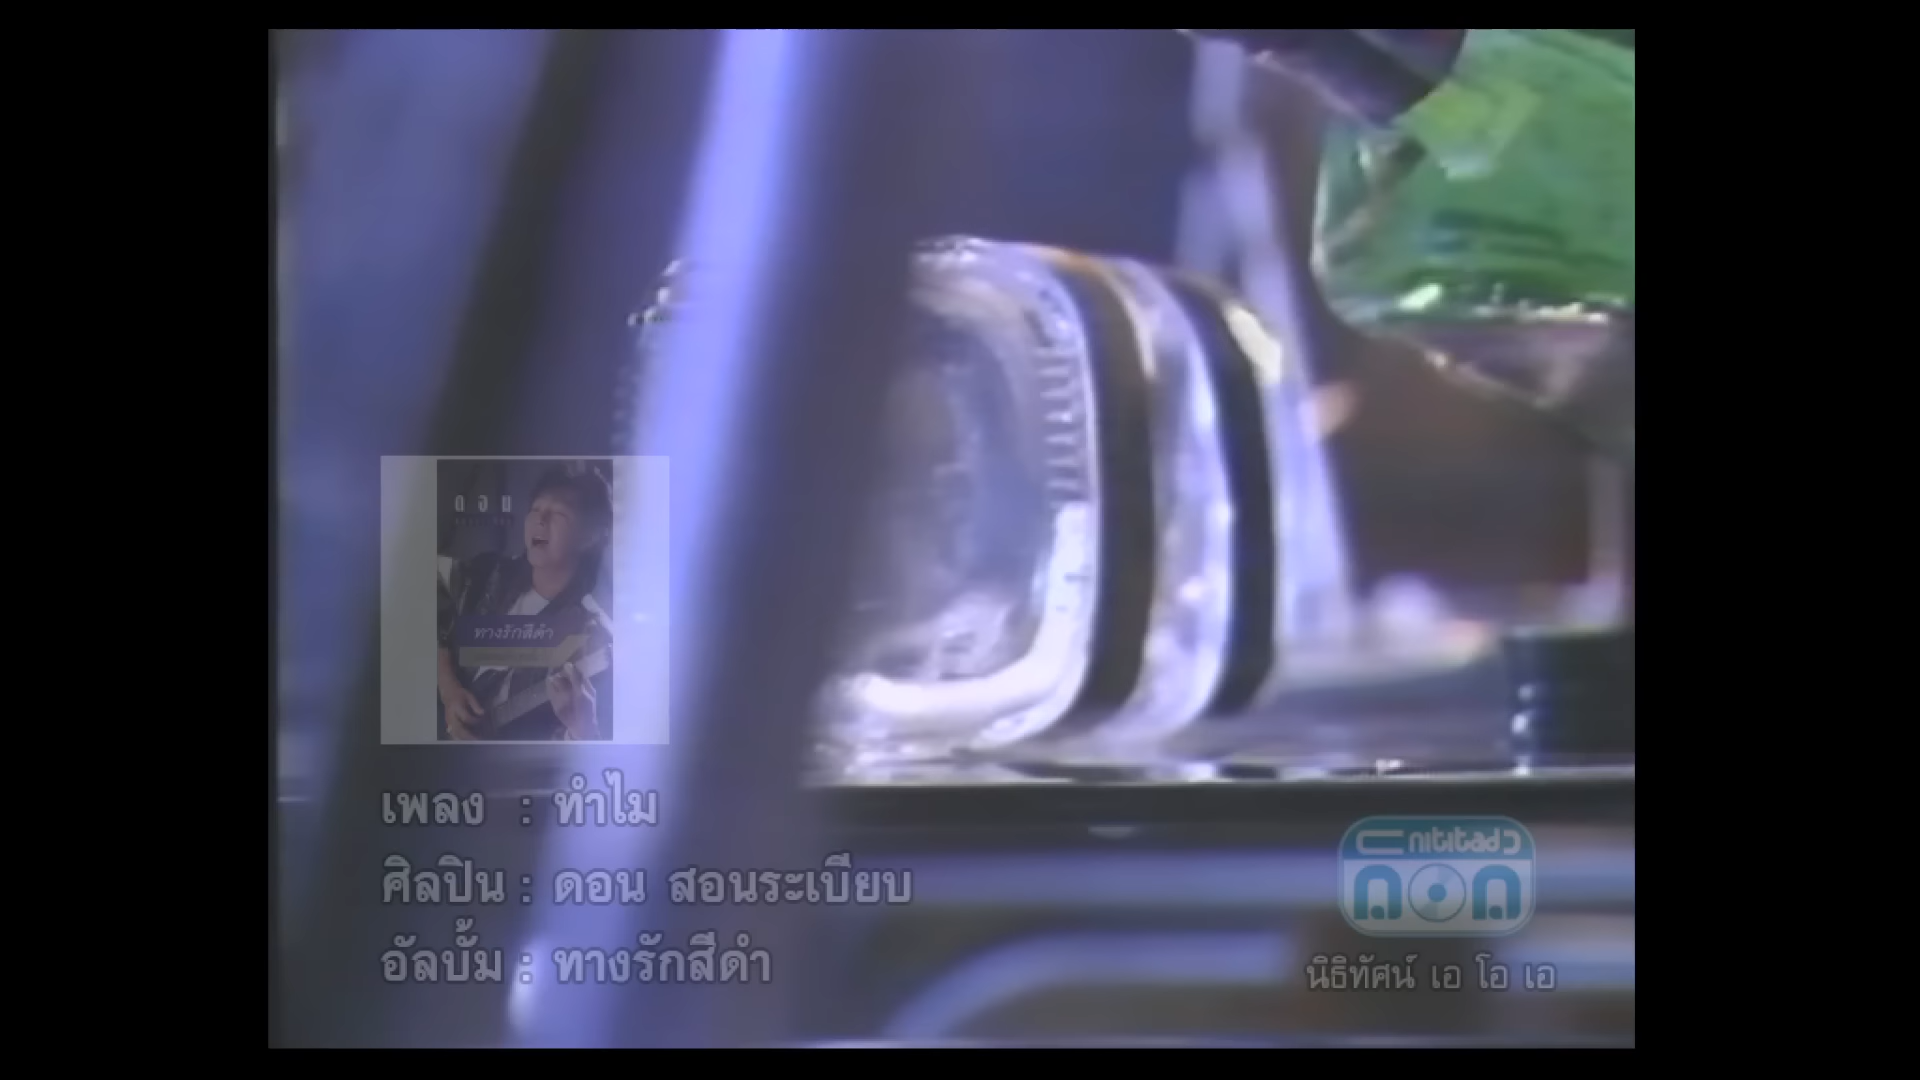 ดอน
ทางรักสีดำ
เพลง : ทำไม
ศิลปิน : ดอน สอนระเบียบ
อัลบั้ม : ทางรักสีดำ
nititad
นิธิทัศน์ เอ โอ เอ